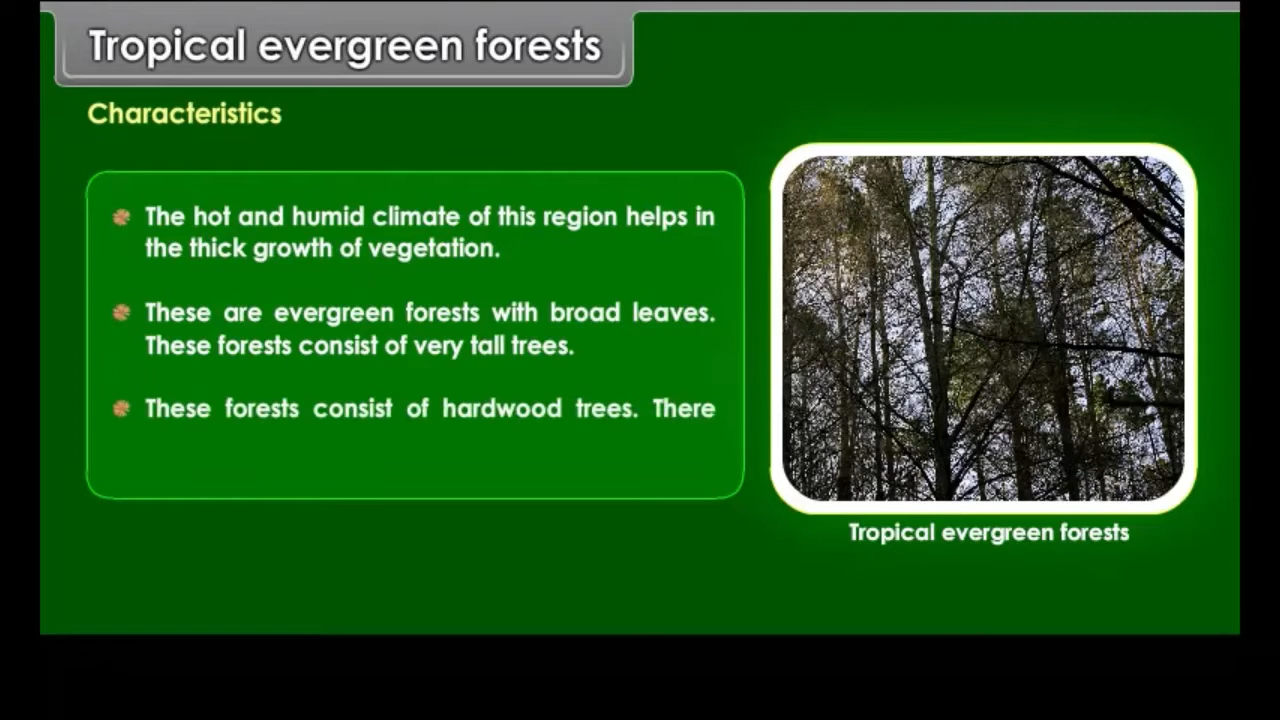 Tropical evergreen forests
Characteristics
The hot and humid climate of this region helps in
the thick growth of vegetation.
These are evergreen forests with broad leaves.
These forests consist of very tall trees.
These forests consist of hardwood trees. There
Tropical evergreen forests